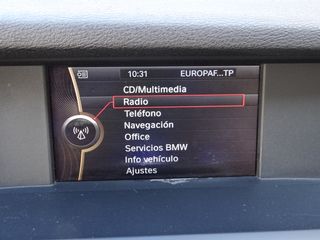 10:31 EUROPAF...TP
CD/Multimedia
Radio
Teléfono
Navegación
Office
Servicios BMW
Info vehículo
Ajustes